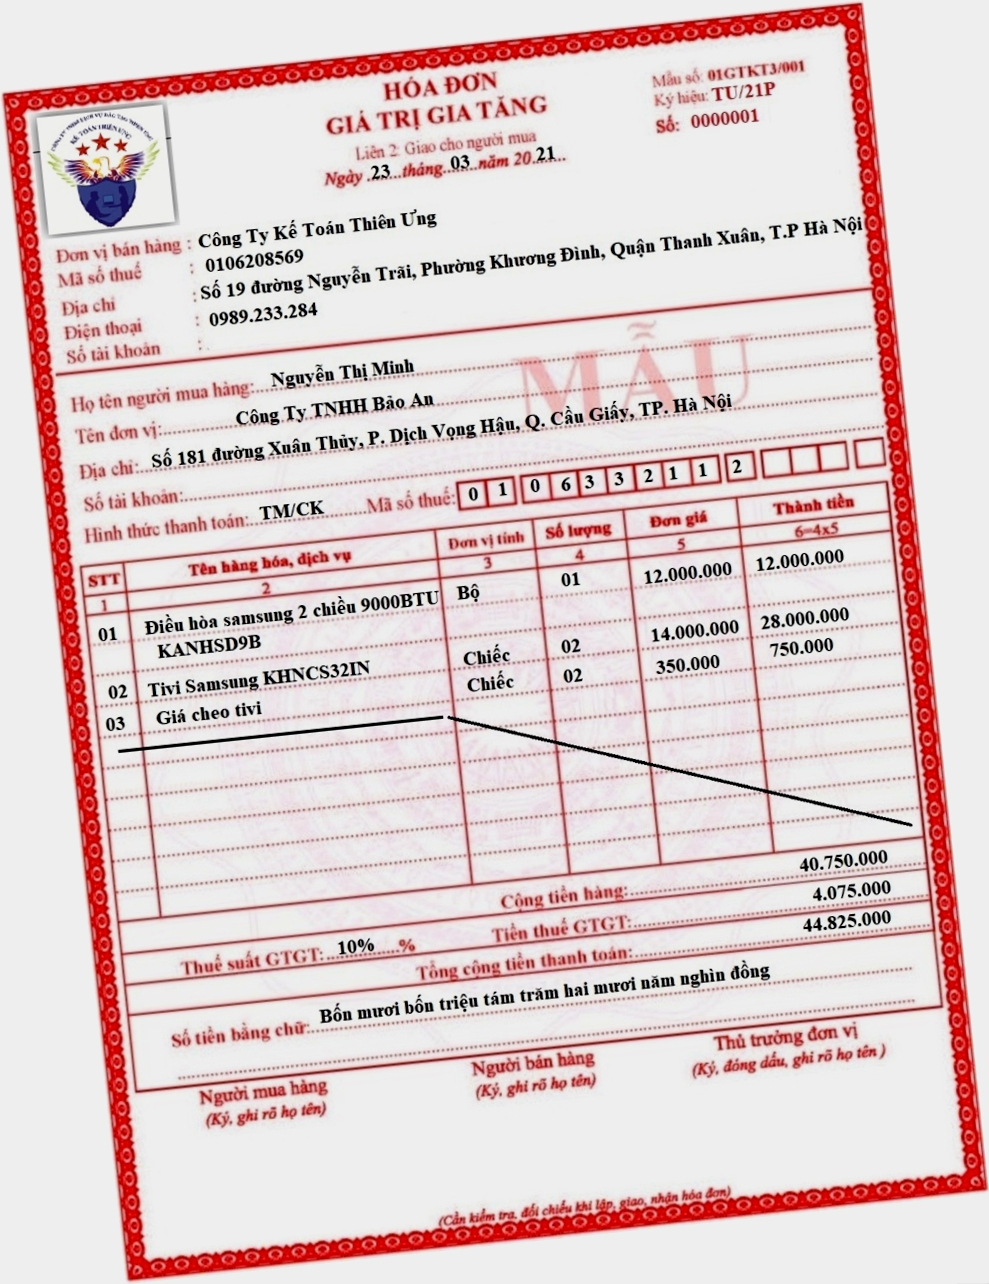 HÓA ĐƠN
GIÁ TRỊ GIA TĂNG
Liên 2: Giao cho người mua
Ngày .23...tháng..03..năm 20.21...
Mẫu số: 01GTKT3/001
Ký hiệu: TU/21P
Số: 0000001
KẾ TOÁN THIÊN ƯNG
Đơn vị bán hàng : Công Ty Kế Toán Thiên Ưng
Mã số thuế : 0106208569
Địa chỉ : Số 19 đường Nguyễn Trãi, Phường Khương Đình, Quận Thanh Xuân, T.P Hà Nội
Điện thoại : 0989.233.284
Số tài khoản :
MẪU
Họ tên người mua hàng: Nguyễn Thị Minh
Tên đơn vị: Công Ty TNHH Bảo An
Địa chỉ: Số 181 đường Xuân Thủy, P. Dịch Vọng Hậu, Q. Cầu Giấy, TP. Hà Nội
Số tài khoản:
Hình thức thanh toán: TM/CK Mã số thuế: 0 1 0 6 3 3 2 1 1 2
STT Tên hàng hóa, dịch vụ Đơn vị tính Số lượng Đơn giá Thành tiền
1 2 3 4 5 6=4x5
01 Điều hòa samsung 2 chiều 9000BTU Bộ 01 12.000.000 12.000.000
KANHSD9B
02 Tivi Samsung KHNCS32IN Chiếc 02 14.000.000 28.000.000
03 Giá cheo tivi Chiếc 02 350.000 750.000
Cộng tiền hàng: 40.750.000
Thuế suất GTGT: 10% % Tiền thuế GTGT: 4.075.000
Tổng cộng tiền thanh toán: 44.825.000
Số tiền bằng chữ: Bốn mươi bốn triệu tám trăm hai mươi năm nghìn đồng
Người mua hàng Người bán hàng Thủ trưởng đơn vị
(Ký, ghi rõ họ tên) (Ký, ghi rõ họ tên) (Ký, đóng dấu, ghi rõ họ tên )
(Cần kiểm tra, đối chiếu khi lập, giao, nhận hóa đơn)